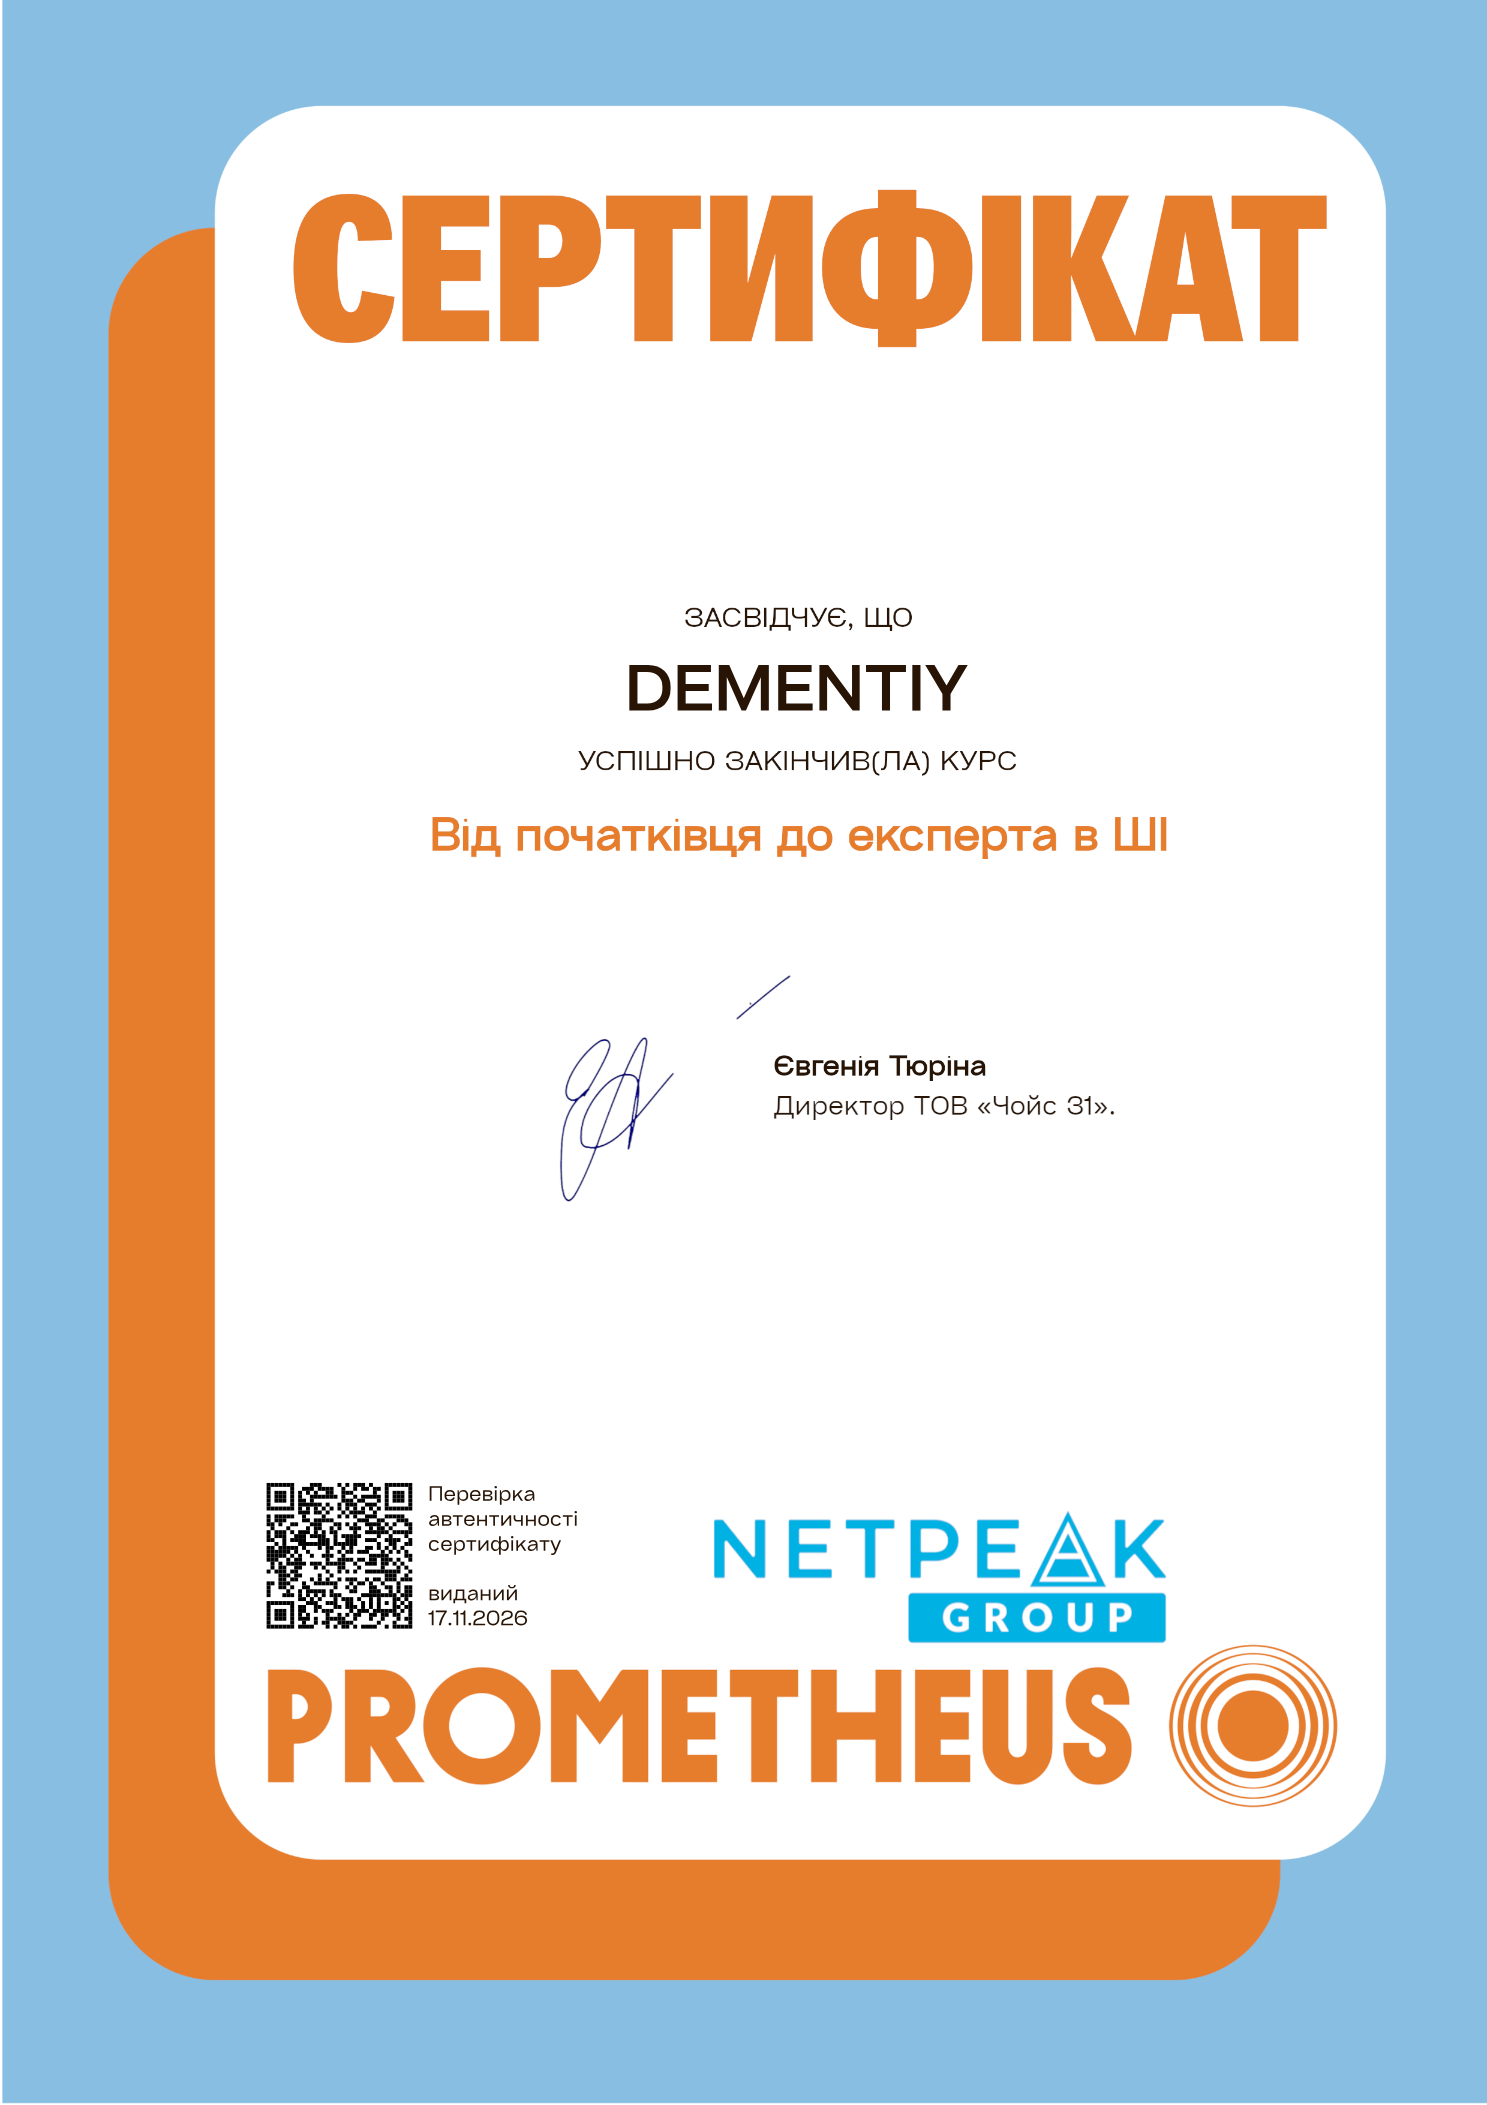 СЕРТИФІКАТ
ЗАСВІДЧУЄ, ЩО
DEMENTIY
УСПІШНО ЗАКІНЧИВ(ЛА) КУРС
Від початківця до експерта в ШІ
Євгенія Тюріна
Директор ТОВ «Чойс 31».
Перевірка
автентичності
сертифікату
виданий
17.11.2026
NETPEAK
GROUP
PROMETHEUS